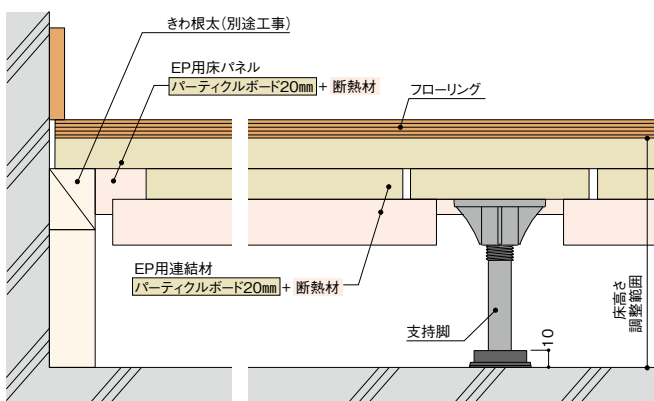 きわ根太(別途工事)
EP用床パネル
パーティクルボード20mm + 断熱材
フローリング
EP用連結材
パーティクルボード20mm + 断熱材
支持脚
10
床高さ
調整範囲